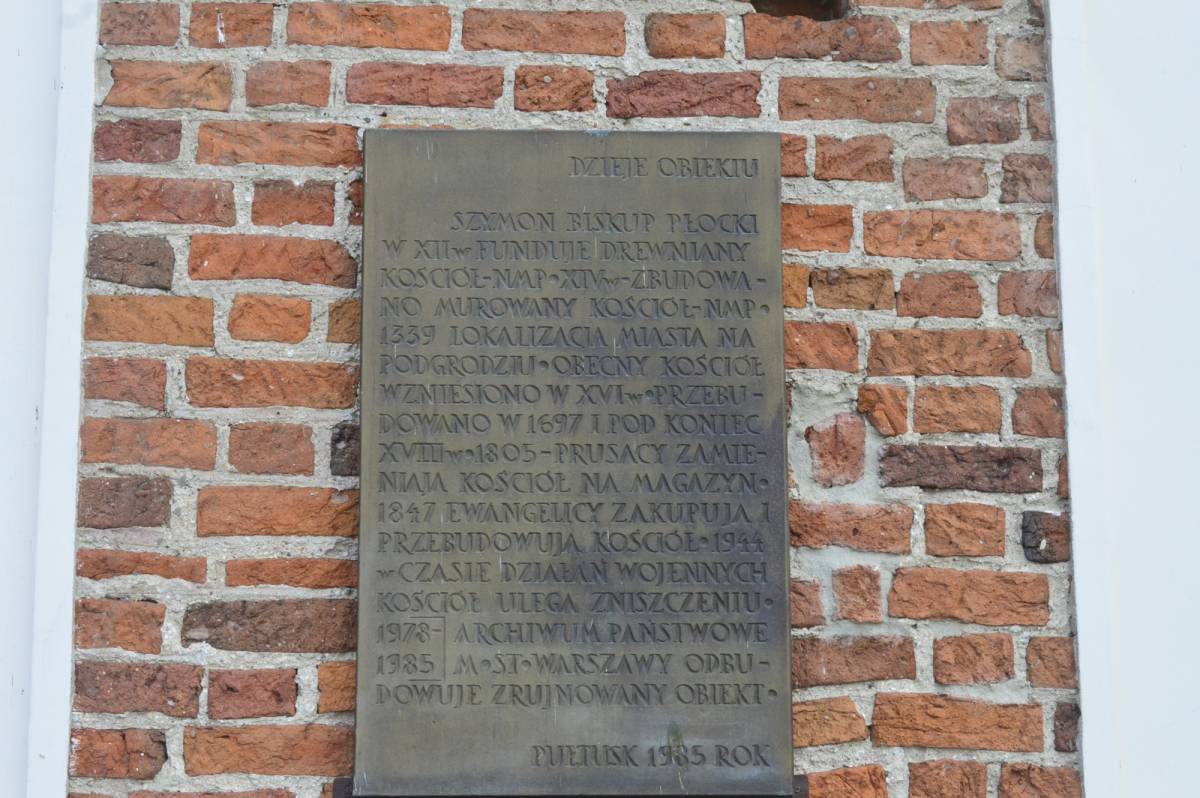 DZIEJE OBIEKTU
SZYMON BISKUP PŁOCKI
W XII w FUNDUJE DREWNIANY
KOŚCIÓŁ-NMP·XIV w-ZBUDOWA-
NO MUROWANY KOŚCIÓŁ-NMP·
1339 LOKALIZACJA MIASTA NA
PODGRODZIU·OBECNY KOŚCIÓŁ
WZNIESIONO W XVI w·PRZEBU-
DOWANO W 1697 I POD KONIEC
XVIII w·1805-PRUSACY ZAMIE-
NIAJA KOŚCIÓŁ NA MAGAZYN·
1847 EWANGELICY ZAKUPUJA I
PRZEBUDOWUJA KOŚCIÓŁ·1944
w CZASIE DZIAŁAŃ WOJENNYCH
KOŚCIÓŁ ULEGA ZNISZCZENIU·
1978- ARCHIWUM PAŃSTWOWE
1985 M·ST·WARSZAWY ODBU-
DOWUJE ZRUJNOWANY OBIEKT·
PUŁTUSK 1985 ROK